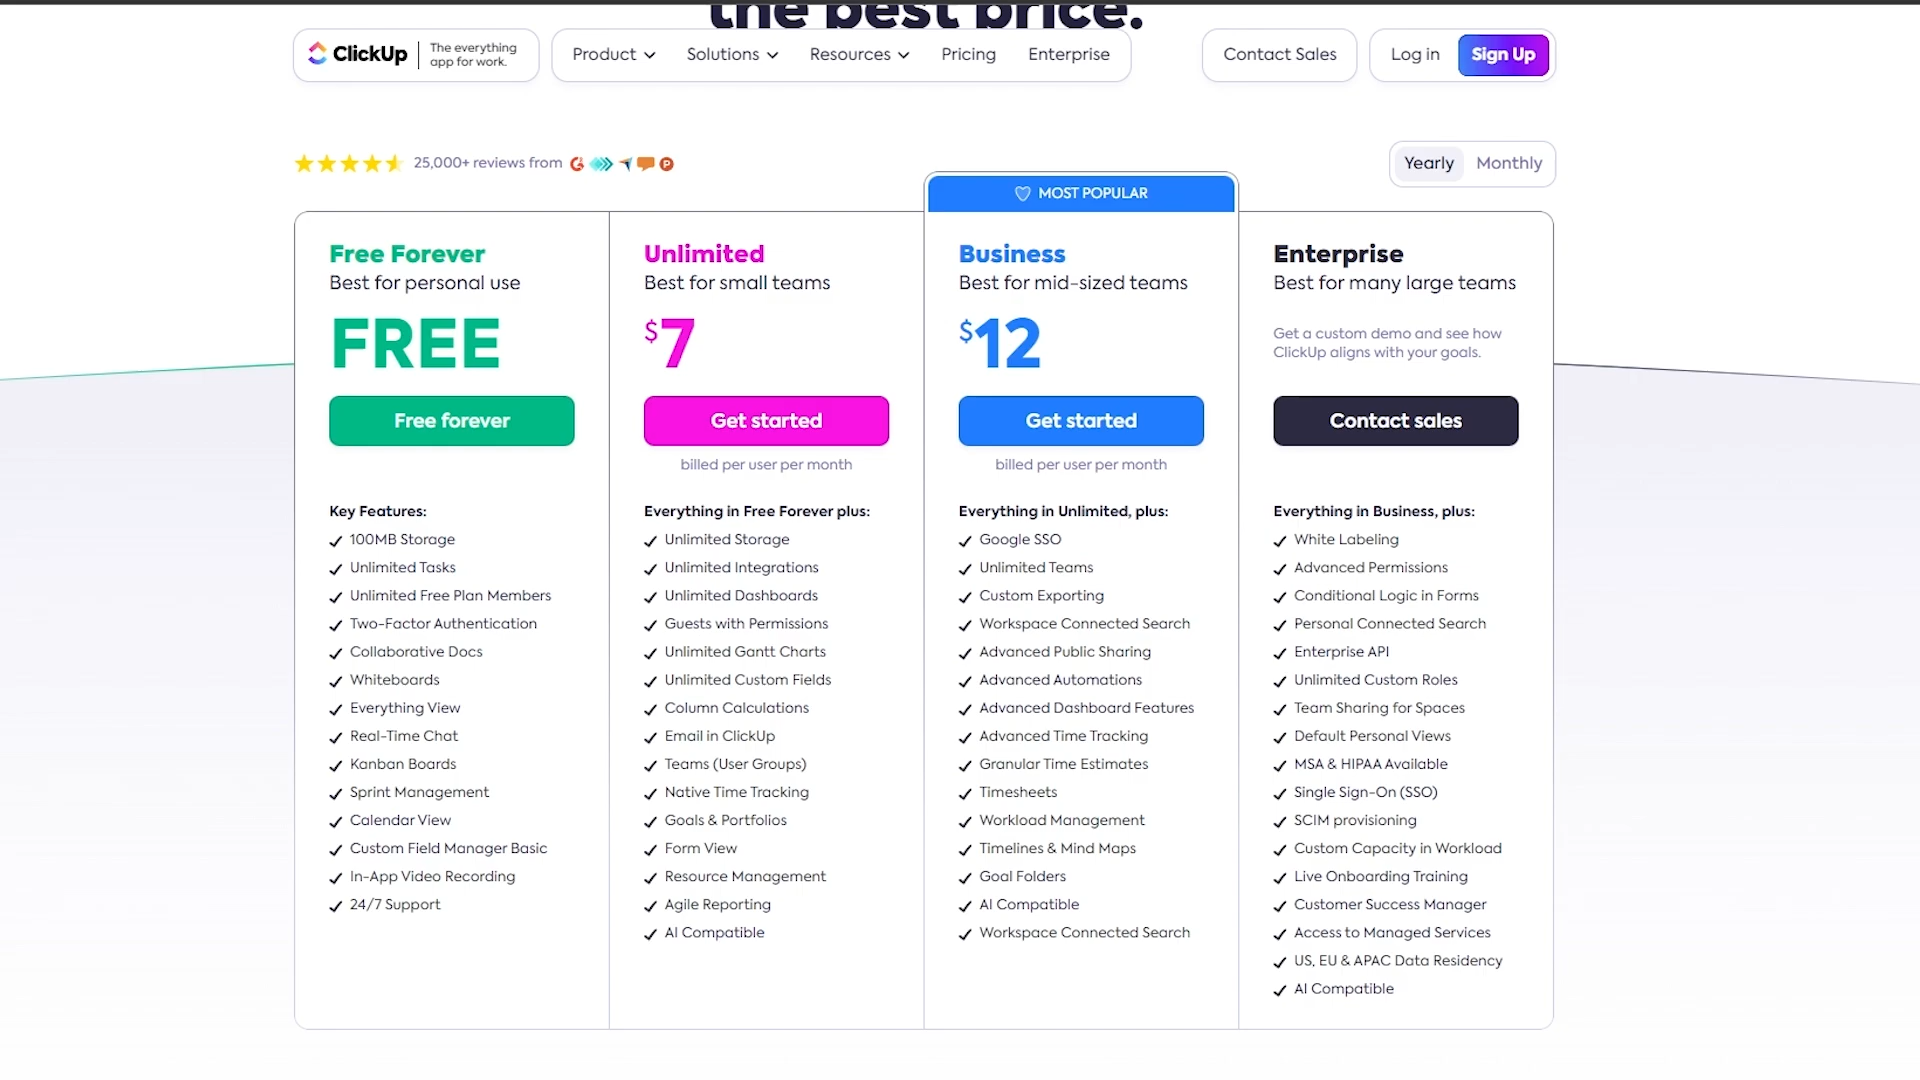 the best price.
ClickUp
The everything
app for work.
Product
Solutions
Resources
Pricing
Enterprise
Contact Sales
Log in
Sign Up
25,000+ reviews from
Yearly
Monthly
MOST POPULAR
Free Forever
Best for personal use
FREE
Free forever
Key Features:
100MB Storage
Unlimited Tasks
Unlimited Free Plan Members
Two-Factor Authentication
Collaborative Docs
Whiteboards
Everything View
Real-Time Chat
Kanban Boards
Sprint Management
Calendar View
Custom Field Manager Basic
In-App Video Recording
24/7 Support
Unlimited
Best for small teams
$7
Get started
billed per user per month
Everything in Free Forever plus:
Unlimited Storage
Unlimited Integrations
Unlimited Dashboards
Guests with Permissions
Unlimited Gantt Charts
Unlimited Custom Fields
Column Calculations
Email in ClickUp
Teams (User Groups)
Native Time Tracking
Goals & Portfolios
Form View
Resource Management
Agile Reporting
AI Compatible
Business
Best for mid-sized teams
$12
Get started
billed per user per month
Everything in Unlimited, plus:
Google SSO
Unlimited Teams
Custom Exporting
Workspace Connected Search
Advanced Public Sharing
Advanced Automations
Advanced Dashboard Features
Advanced Time Tracking
Granular Time Estimates
Timesheets
Workload Management
Timelines & Mind Maps
Goal Folders
AI Compatible
Workspace Connected Search
Enterprise
Best for many large teams
Get a custom demo and see how
ClickUp aligns with your goals.
Contact sales
Everything in Business, plus:
White Labeling
Advanced Permissions
Conditional Logic in Forms
Personal Connected Search
Enterprise API
Unlimited Custom Roles
Team Sharing for Spaces
Default Personal Views
MSA & HIPAA Available
Single Sign-On (SSO)
SCIM provisioning
Custom Capacity in Workload
Live Onboarding Training
Customer Success Manager
Access to Managed Services
US, EU & APAC Data Residency
AI Compatible